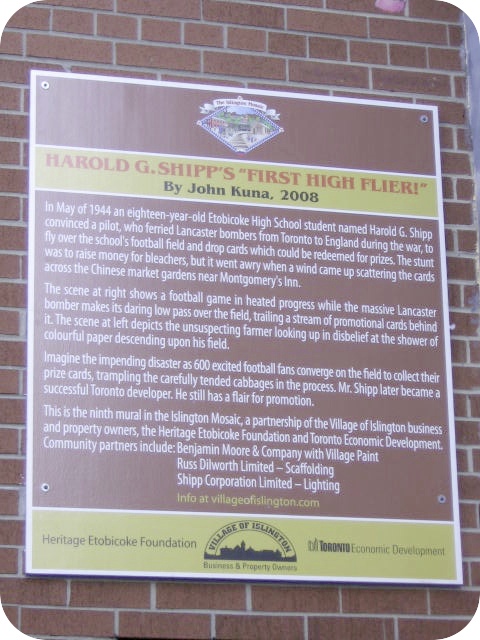 The Islington Mosaic
HAROLD G. SHIPP'S "FIRST HIGH FLIER!"
By John Kuna, 2008
In May of 1944 an eighteen-year-old Etobicoke High School student named Harold G. Shipp
convinced a pilot, who ferried Lancaster bombers from Toronto to England during the war, to
fly over the school's football field and drop cards which could be redeemed for prizes. The stunt
was to raise money for bleachers, but it went awry when a wind came up scattering the cards
across the Chinese market gardens near Montgomery's Inn.
The scene at right shows a football game in heated progress while the massive Lancaster
bomber makes its daring low pass over the field, trailing a stream of promotional cards behind
it. The scene at left depicts the unsuspecting farmer looking up in disbelief at the shower of
colourful paper descending upon his field.
Imagine the impending disaster as 600 excited football fans converge on the field to collect their
prize cards, trampling the carefully tended cabbages in the process. Mr. Shipp later became a
successful Toronto developer. He still has a flair for promotion.
This is the ninth mural in the Islington Mosaic, a partnership of the Village of Islington business
and property owners, the Heritage Etobicoke Foundation and Toronto Economic Development.
Community partners include: Benjamin Moore & Company with Village Paint
Russ Dilworth Limited – Scaffolding
Shipp Corporation Limited – Lighting
Info at villageofislington.com
Heritage Etobicoke Foundation
VILLAGE OF ISLINGTON
Business & Property Owners
TORONTO Economic Development